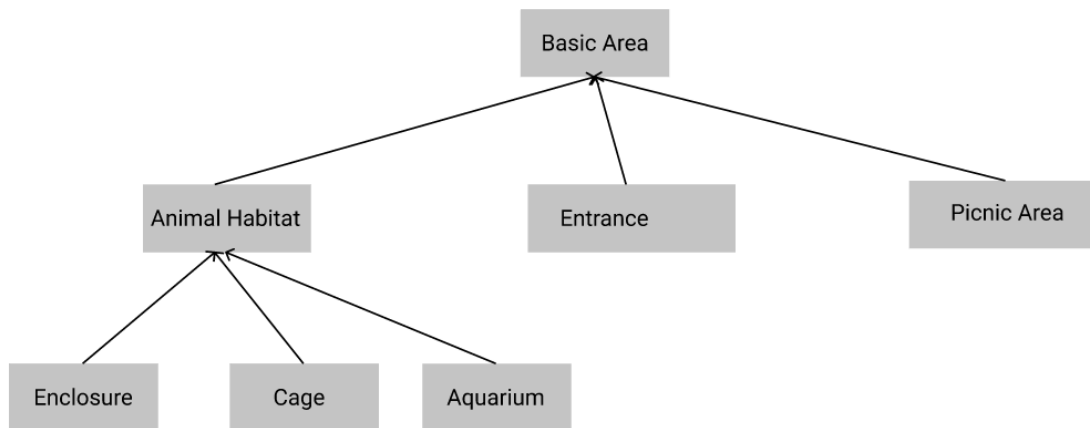 Basic Area
Animal Habitat
Entrance
Picnic Area
Enclosure
Cage
Aquarium